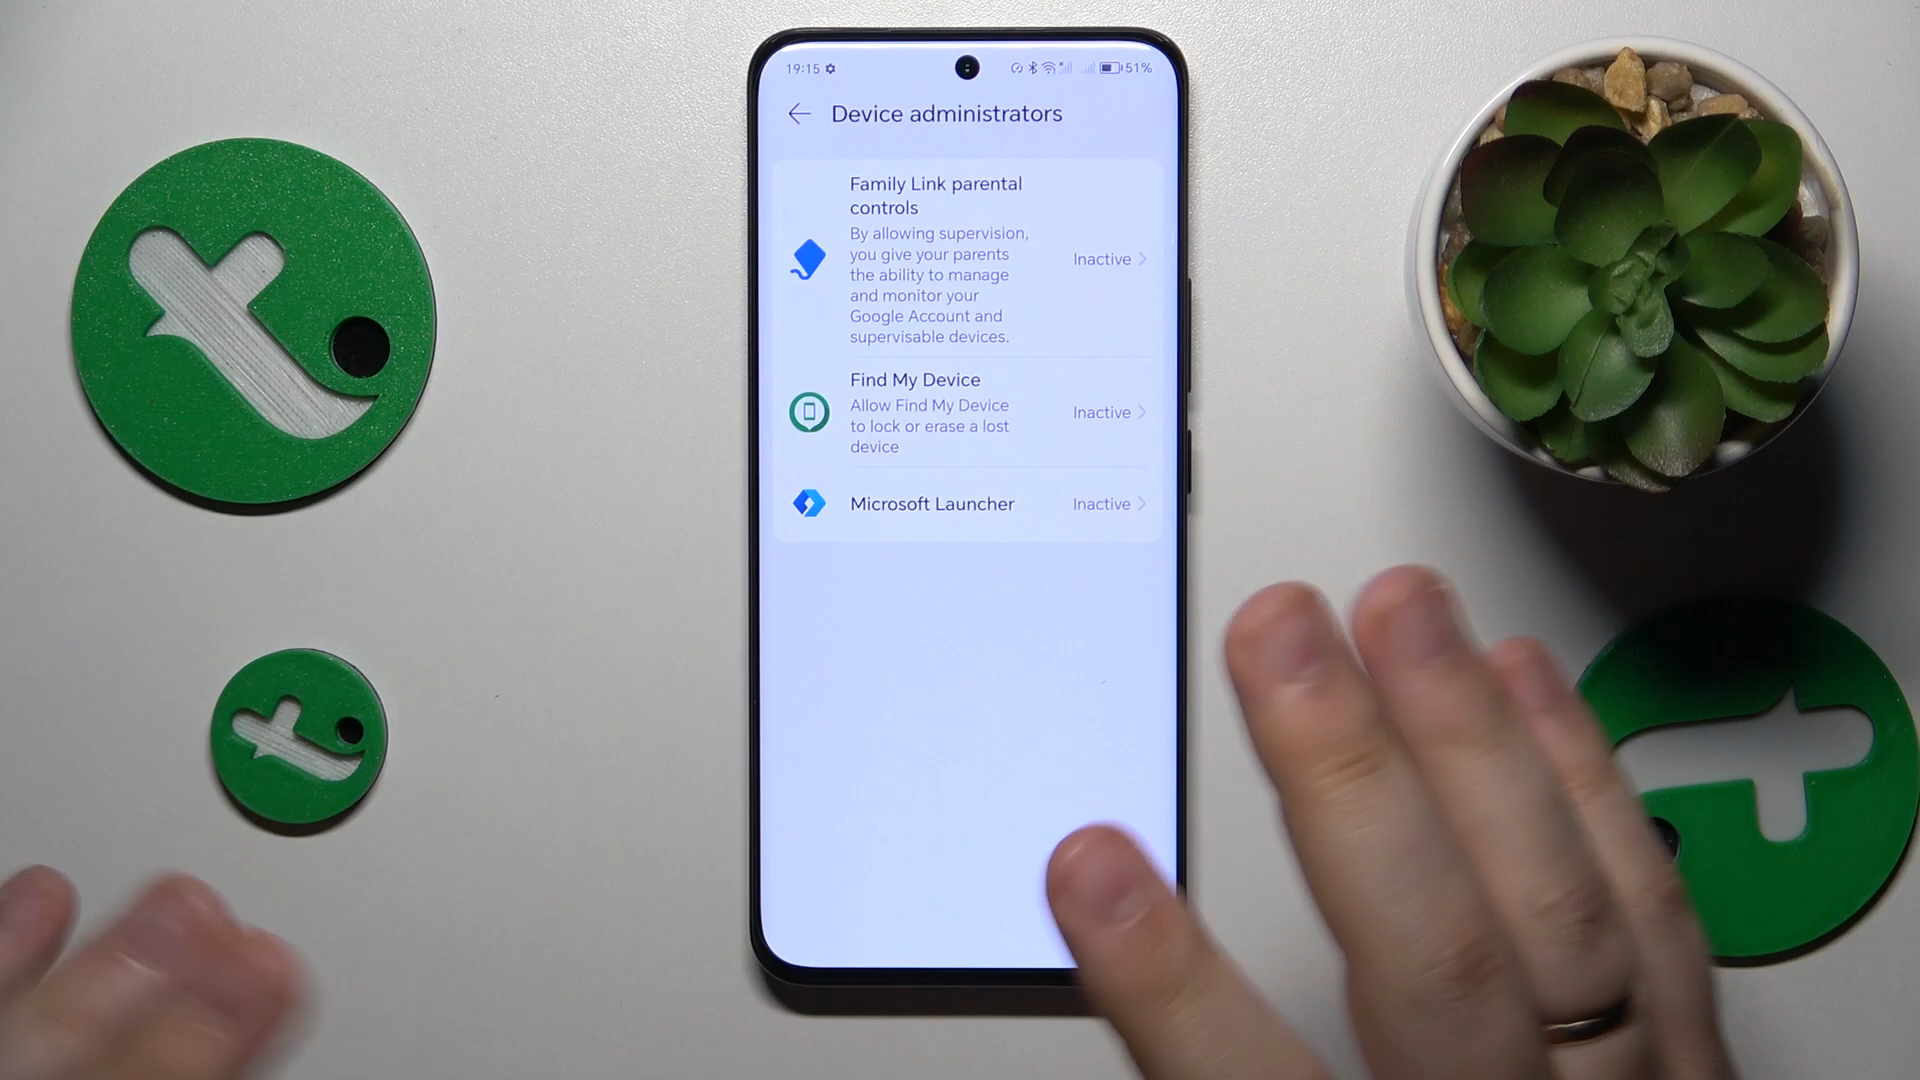 19:15
51%
Device administrators
Family Link parental
controls
By allowing supervision,
you give your parents
the ability to manage
and monitor your
Google Account and
supervisable devices.
Inactive
Find My Device
Allow Find My Device
to lock or erase a lost
device
Inactive
Microsoft Launcher
Inactive